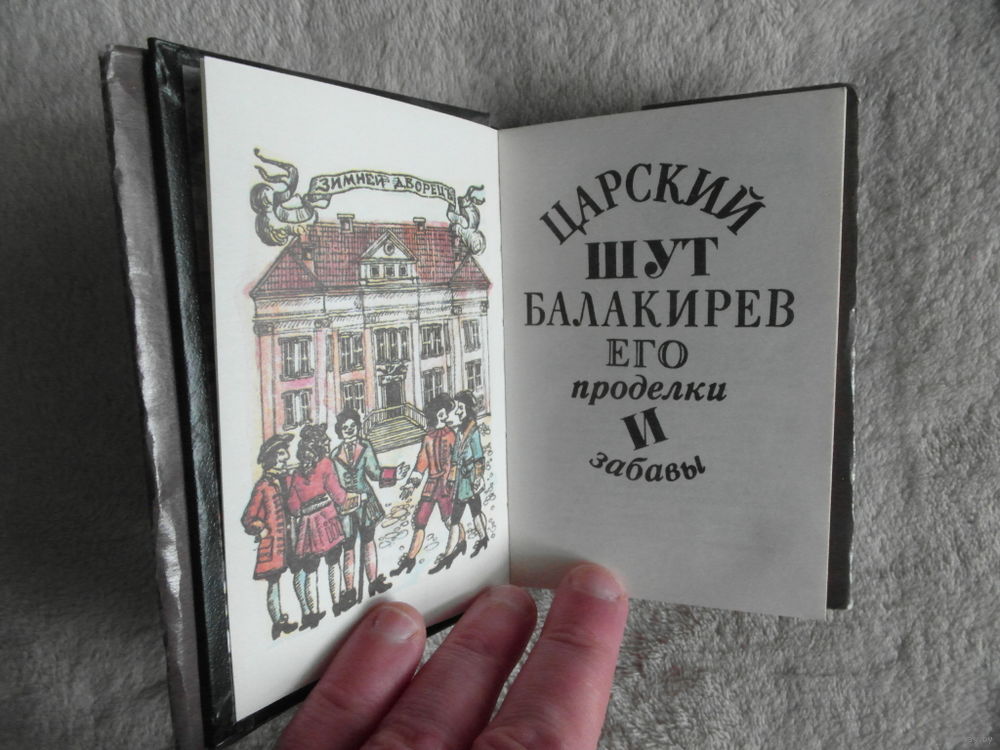 ЗИМНЕЙ ДВОРЕЦЪ
ЦАРСКИЙ
ШУТ
БАЛАКИРЕВ
ЕГО
проделки
И
забавы